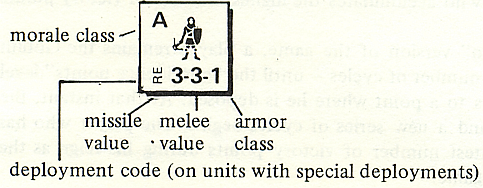 A
morale class
RE 3-3-1
missile melee armor
value value class
deployment code (on units with special deployments)